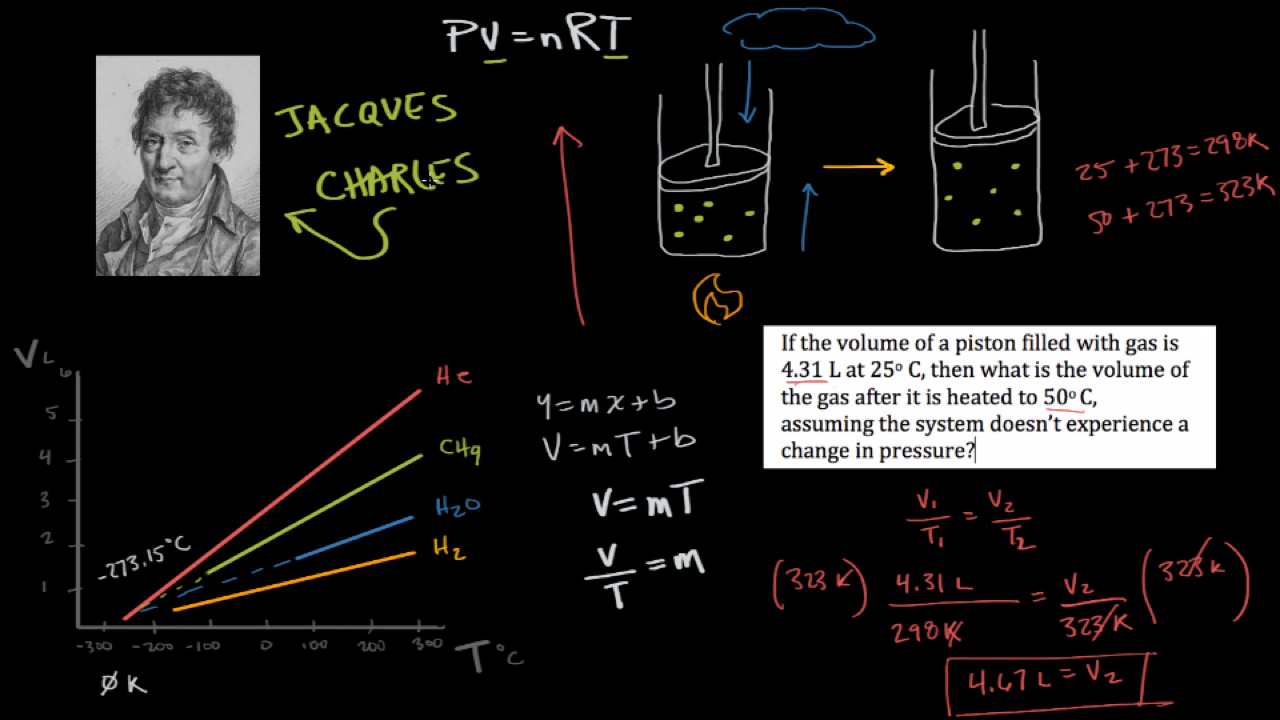 PV=nRT
JACQUES
CHARLES
25 + 273 = 298K
50 + 273 = 323K
If the volume of a piston filled with gas is
4.31 L at 25° C, then what is the volume of
the gas after it is heated to 50° C,
assuming the system doesn't experience a
change in pressure?
V L
6
5
4
3
2
1
He
CH4
H2O
H2
-273.15°C
-300 -200 -100 0 100 200 300
T°C
0 K
y=mx+b
V=mT+b
V=mT
V/T=m
V1/T1 = V2/T2
(323 K) 4.31 L/298K = V2/323K (323 K)
4.67 L = V2